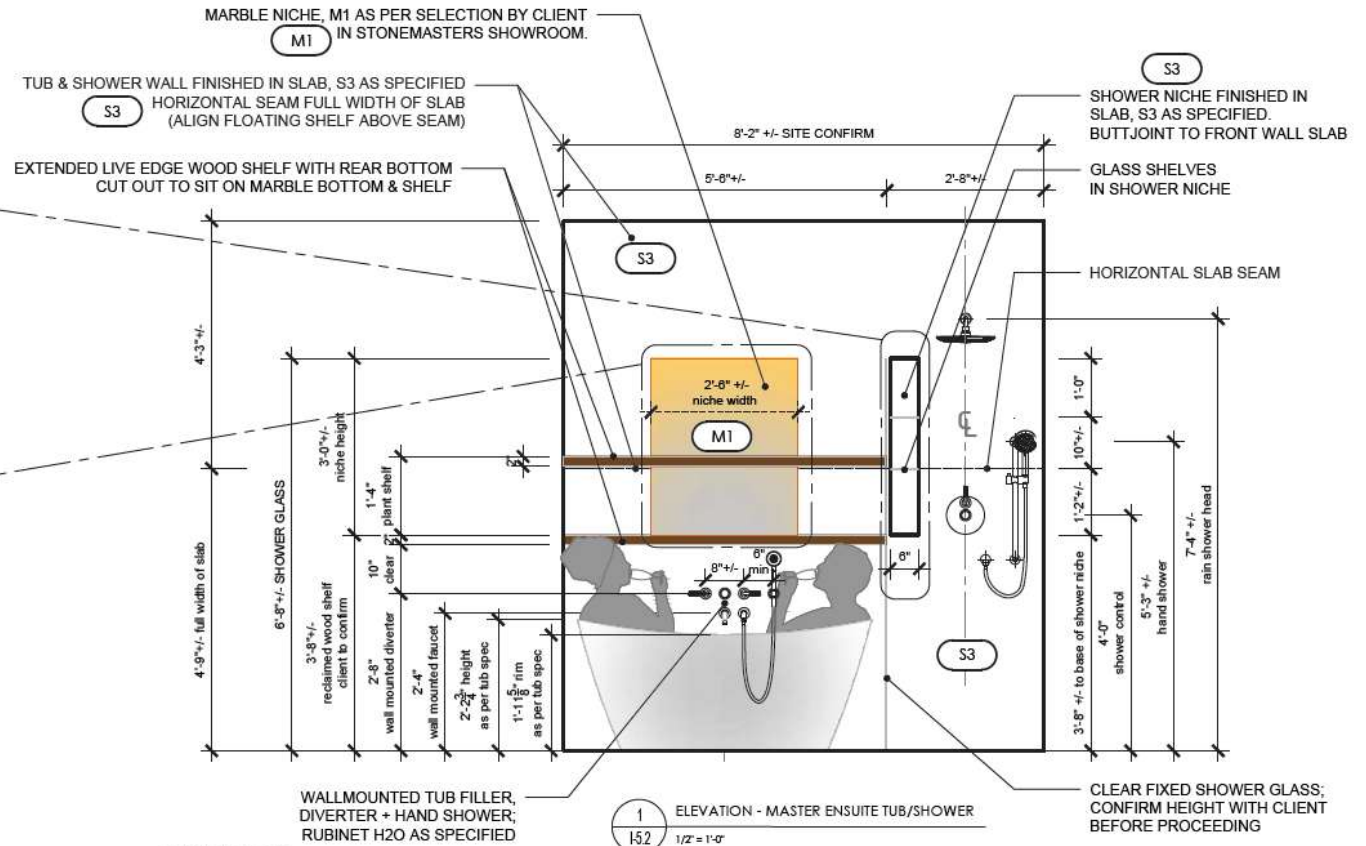 MARBLE NICHE, M1 AS PER SELECTION BY CLIENT
M1 IN STONEMASTERS SHOWROOM.
TUB & SHOWER WALL FINISHED IN SLAB, S3 AS SPECIFIED
S3 HORIZONTAL SEAM FULL WIDTH OF SLAB
(ALIGN FLOATING SHELF ABOVE SEAM)
EXTENDED LIVE EDGE WOOD SHELF WITH REAR BOTTOM
CUT OUT TO SIT ON MARBLE BOTTOM & SHELF
S3
SHOWER NICHE FINISHED IN
SLAB, S3 AS SPECIFIED.
BUTTJOINT TO FRONT WALL SLAB
GLASS SHELVES
IN SHOWER NICHE
HORIZONTAL SLAB SEAM
8'-2" +/- SITE CONFIRM
5'-6"+/-
2'-8"+/-
S3
2'-6" +/-
niche width
M1
4'-3"+/-
4'-9"+/- full width of slab
6'-8"+/- SHOWER GLASS
3'-0"+/-
niche height
3'-8"+/-
reclaimed wood shelf
client to confirm
1'-4"
plant shelf
2"
2"
10"
clear
2'-8"
wall mounted diverter
2'-4"
wall mounted faucet
2'-2 3/4" height
as per tub spec
1'-11 5/8" rim
as per tub spec
8"+/-
6"
min
6"
CL
S3
1'-0"
10"+/-
1'-2"+/-
3'-8" +/- to base of shower niche
4'-0"
shower control
5'-3" +/-
hand shower
7'-4" +/-
rain shower head
WALLMOUNTED TUB FILLER,
DIVERTER + HAND SHOWER;
RUBINET H2O AS SPECIFIED
1
I-5.2
ELEVATION - MASTER ENSUITE TUB/SHOWER
1/2" = 1'-0"
CLEAR FIXED SHOWER GLASS;
CONFIRM HEIGHT WITH CLIENT
BEFORE PROCEEDING